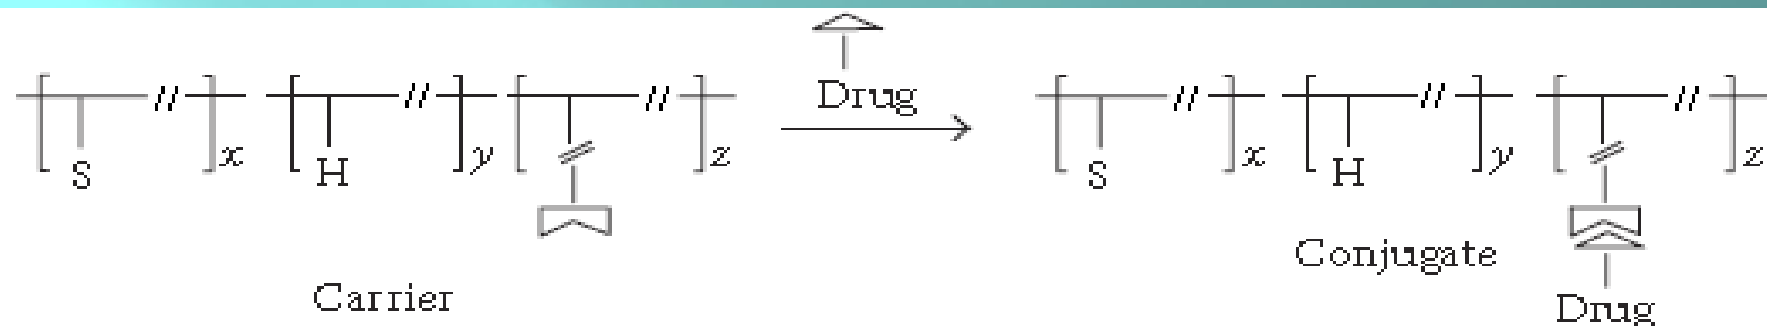 Drug
S x H y z S x H y z
Conjugate
Carrier
Drug